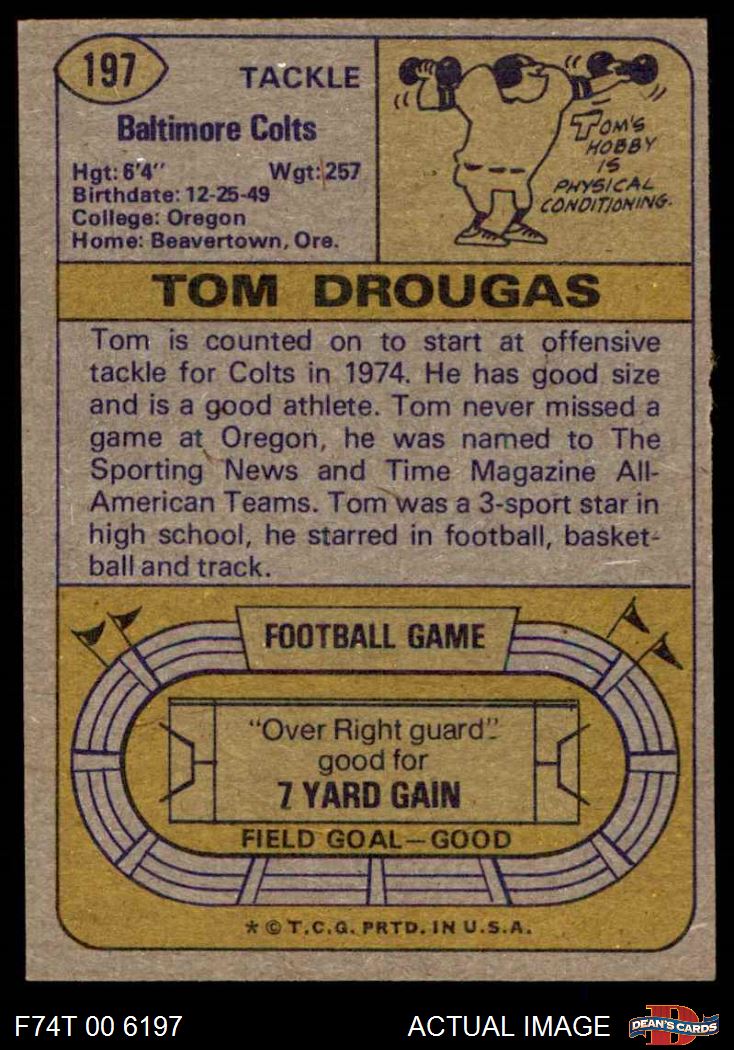 197
TACKLE
Baltimore Colts
Hgt: 6'4" Wgt: 257
Birthdate: 12-25-49
College: Oregon
Home: Beavertown, Ore.
TOM'S
HOBBY
IS
PHYSICAL
CONDITIONING.
TOM DROUGAS
Tom is counted on to start at offensive
tackle for Colts in 1974. He has good size
and is a good athlete. Tom never missed a
game at Oregon, he was named to The
Sporting News and Time Magazine All-
American Teams. Tom was a 3-sport star in
high school, he starred in football, basket-
ball and track.
FOOTBALL GAME
"Over Right guard"
good for
7 YARD GAIN
FIELD GOAL—GOOD
* © T.C.G. PRTD. IN U.S.A.
F74T 00 6197 ACTUAL IMAGE
D
DEAN'S CARDS